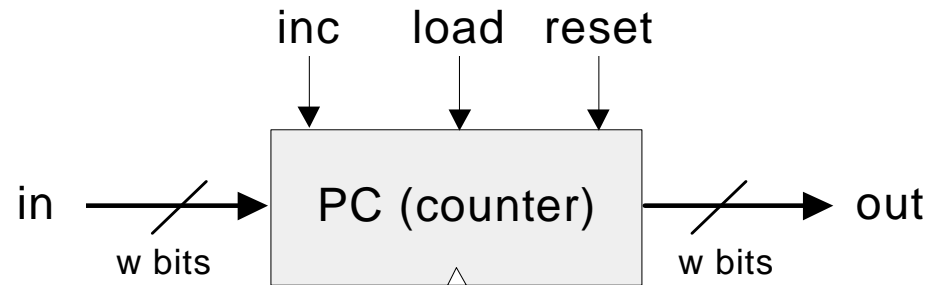 inc load reset
in PC (counter) out
w bits w bits